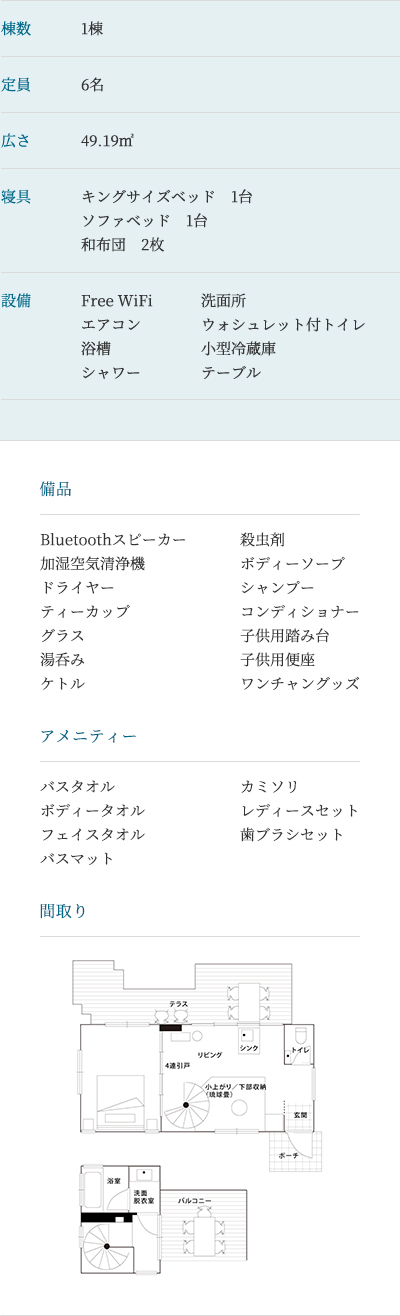 棟数 1棟
定員 6名
広さ 49.19㎡
寝具 キングサイズベッド 1台
ソファベッド 1台
和布団 2枚
設備 Free WiFi 洗面所
エアコン ウォシュレット付トイレ
浴槽 小型冷蔵庫
シャワー テーブル
備品
Bluetoothスピーカー 殺虫剤
加湿空気清浄機 ボディーソープ
ドライヤー シャンプー
ティーカップ コンディショナー
グラス 子供用踏み台
湯呑み 子供用便座
ケトル ワンチャングッズ
アメニティー
バスタオル カミソリ
ボディータオル レディースセット
フェイスタオル 歯ブラシセット
バスマット
間取り
テラス
リビング シンク トイレ
4連引戸
小上がり／下部収納
(琉球畳)
玄関
ポーチ
浴室
洗面
脱衣室
バルコニー